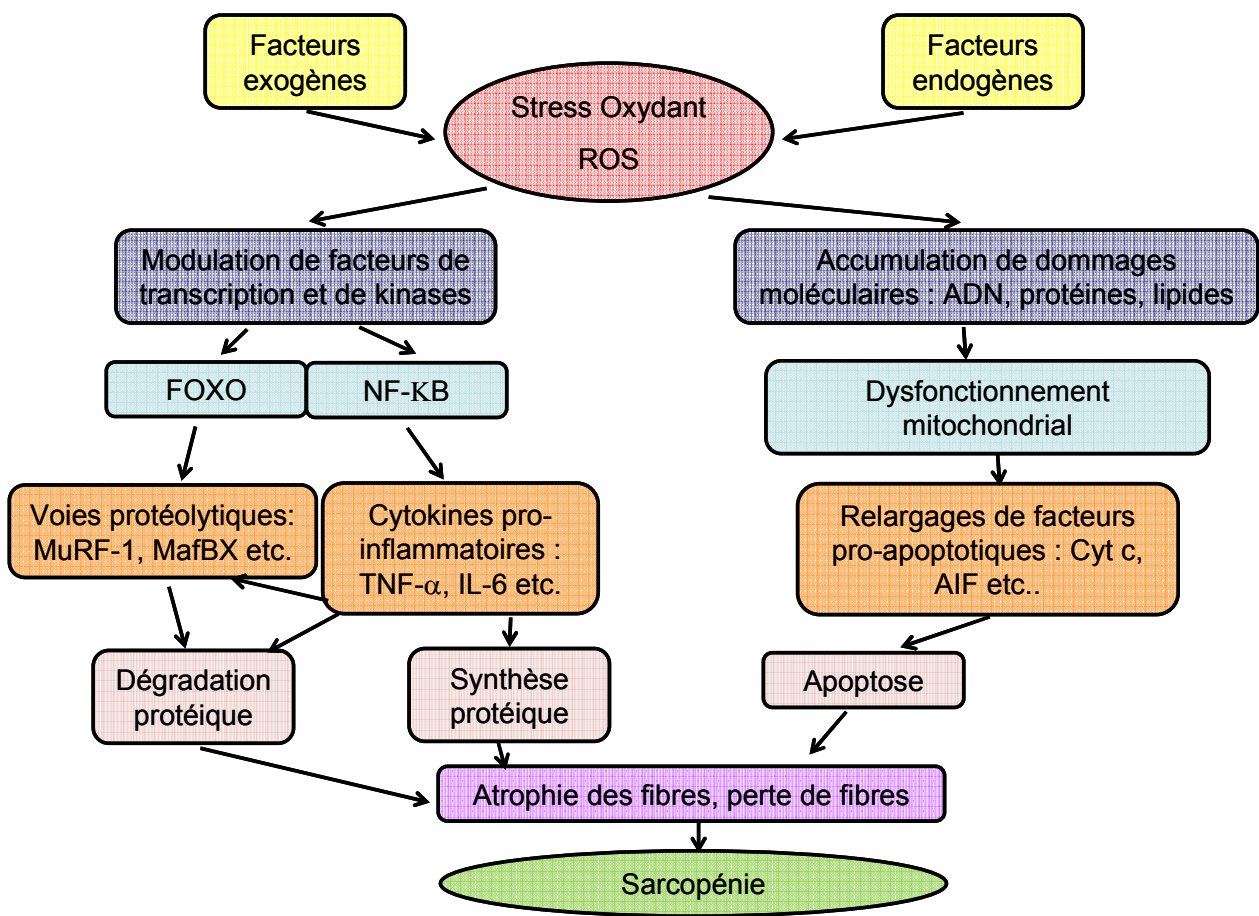 Facteurs
exogènes
Facteurs
endogènes
Stress Oxydant
ROS
Modulation de facteurs de
transcription et de kinases
Accumulation de dommages
moléculaires : ADN, protéines, lipides
FOXO
NF-KB
Dysfonctionnement
mitochondrial
Voies protéolytiques:
MuRF-1, MafBX etc.
Cytokines pro-
inflammatoires :
TNF-α, IL-6 etc.
Relargages de facteurs
pro-apoptotiques : Cyt c,
AIF etc..
Dégradation
protéique
Synthèse
protéique
Apoptose
Atrophie des fibres, perte de fibres
Sarcopénie